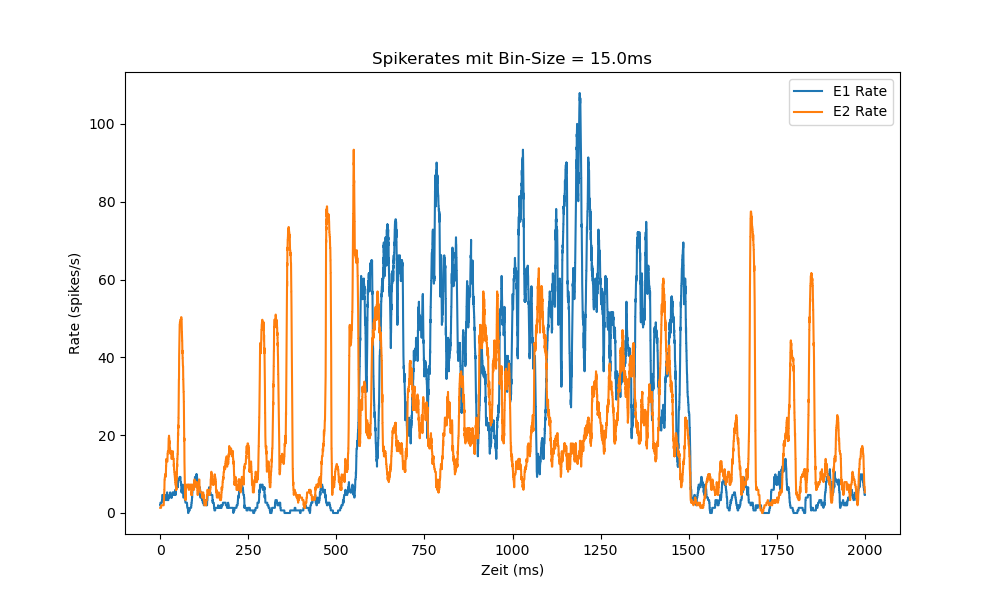 Spikerates mit Bin-Size = 15.0ms
E1 Rate
E2 Rate
100
80
60
40
20
0
Rate (spikes/s)
0 250 500 750 1000 1250 1500 1750 2000
Zeit (ms)